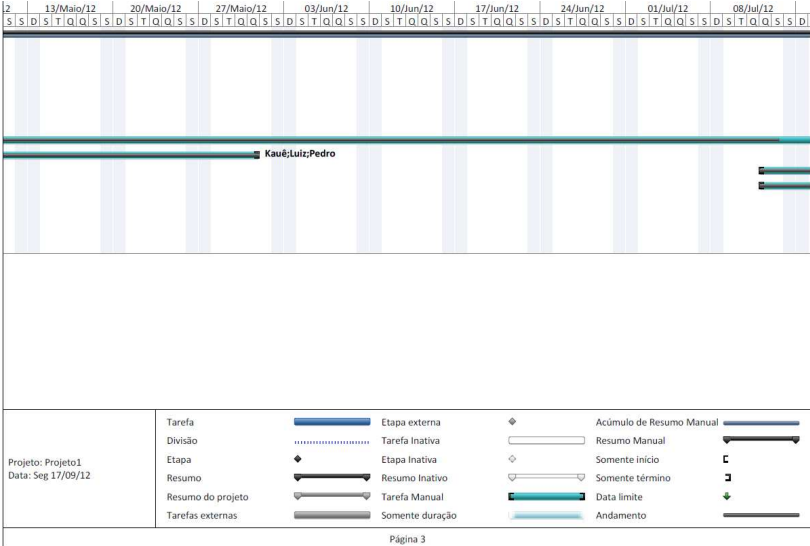 2 13/Maio/12 20/Maio/12 27/Maio/12 03/Jun/12 10/Jun/12 17/Jun/12 24/Jun/12 01/Jul/12 08/Jul/12
S S D S T Q Q S S D S T Q Q S S D S T Q Q S S D S T Q Q S S D S T Q Q S S D S T Q Q S S D S T Q Q S S D S T Q Q S S D S T Q Q S S D
Kauê;Luiz;Pedro
Projeto: Projeto1
Data: Seg 17/09/12
Tarefa
Divisão
Etapa
Resumo
Resumo do projeto
Tarefas externas
Etapa externa
Tarefa Inativa
Etapa Inativa
Resumo Inativo
Tarefa Manual
Somente duração
Acúmulo de Resumo Manual
Resumo Manual
Somente início
Somente término
Data limite
Andamento
Página 3